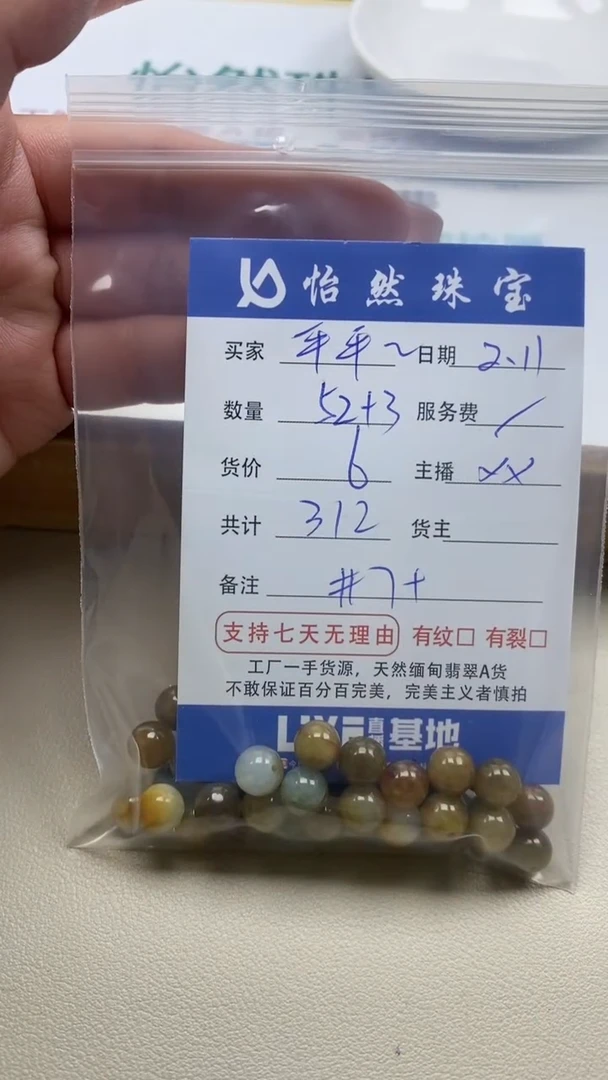 怡然珠宝
买家 平平~ 日期 2.11
数量 52+3 服务费 /
货价 6 主播 xx
共计 312 货主
备注 #7+
支持七天无理由 有纹□ 有裂□
工厂一手货源，天然缅甸翡翠A货
不敢保证百分百完美，完美主义者慎拍
基地